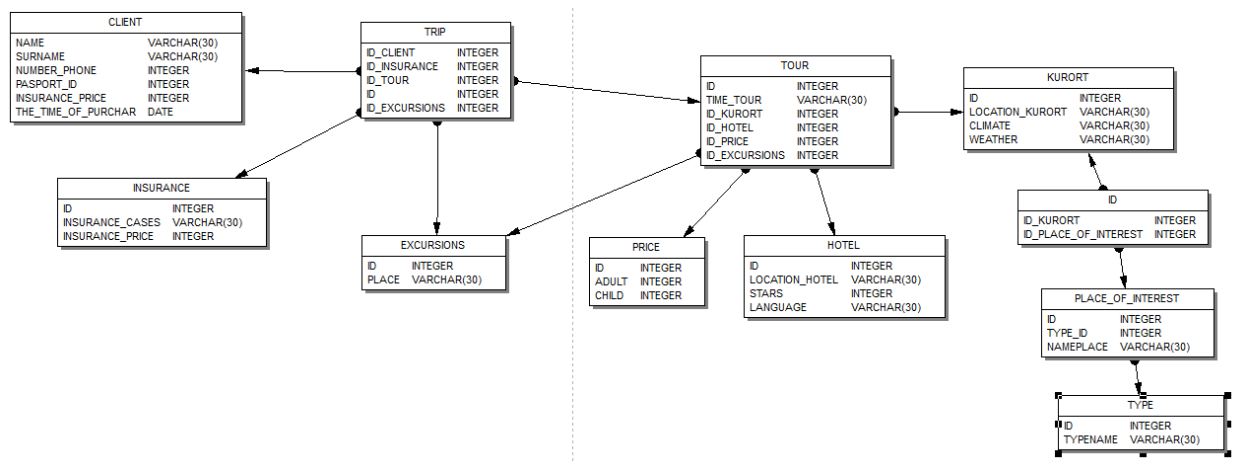 CLIENT
NAME VARCHAR(30)
SURNAME VARCHAR(30)
NUMBER_PHONE INTEGER
PASPORT_ID INTEGER
INSURANCE_PRICE INTEGER
THE_TIME_OF_PURCHAR DATE
TRIP
ID_CLIENT INTEGER
ID_INSURANCE INTEGER
ID_TOUR INTEGER
ID INTEGER
ID_EXCURSIONS INTEGER
TOUR
ID INTEGER
TIME_TOUR VARCHAR(30)
ID_KURORT INTEGER
ID_HOTEL INTEGER
ID_PRICE INTEGER
ID_EXCURSIONS INTEGER
KURORT
ID INTEGER
LOCATION_KURORT VARCHAR(30)
CLIMATE VARCHAR(30)
WEATHER VARCHAR(30)
INSURANCE
ID INTEGER
INSURANCE_CASES VARCHAR(30)
INSURANCE_PRICE INTEGER
EXCURSIONS
ID INTEGER
PLACE VARCHAR(30)
PRICE
ID INTEGER
ADULT INTEGER
CHILD INTEGER
HOTEL
ID INTEGER
LOCATION_HOTEL VARCHAR(30)
STARS INTEGER
LANGUAGE VARCHAR(30)
ID
ID_KURORT INTEGER
ID_PLACE_OF_INTEREST INTEGER
PLACE_OF_INTEREST
ID INTEGER
TYPE_ID INTEGER
NAMEPLACE VARCHAR(30)
TYPE
ID INTEGER
TYPENAME VARCHAR(30)